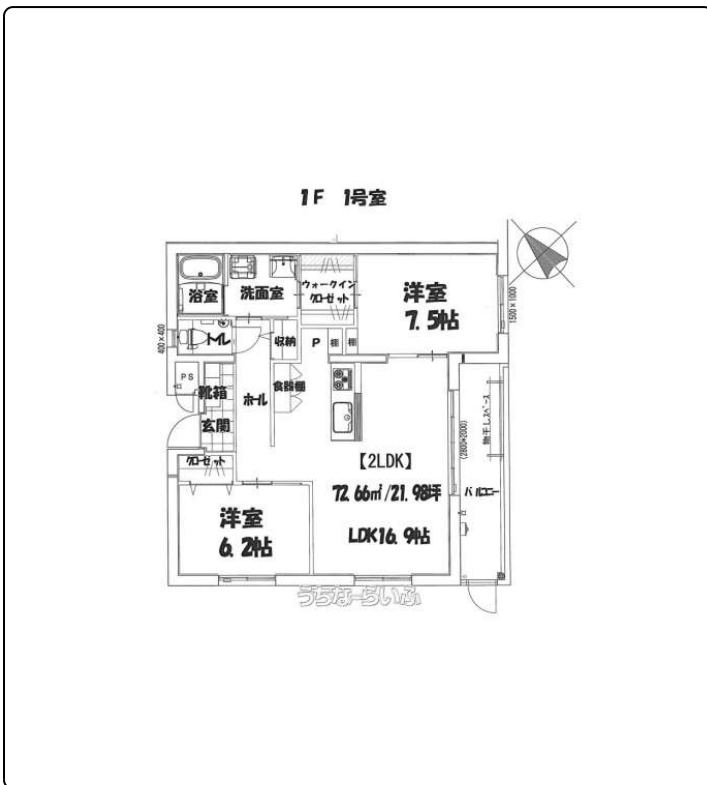 1F 1号室
浴室
洗面室
ウォークイン
クロゼット
洋室
7.5帖
1500×1000
400×400
トイレ
収納
P
棚
棚
PS
靴箱
ホール
食器棚
玄関
物干しスペース
(2800×2000)
バルコニー
クローゼット
【2LDK】
72.66㎡/21.98坪
LDK16.9帖
洋室
6.2帖
うちなーらいふ